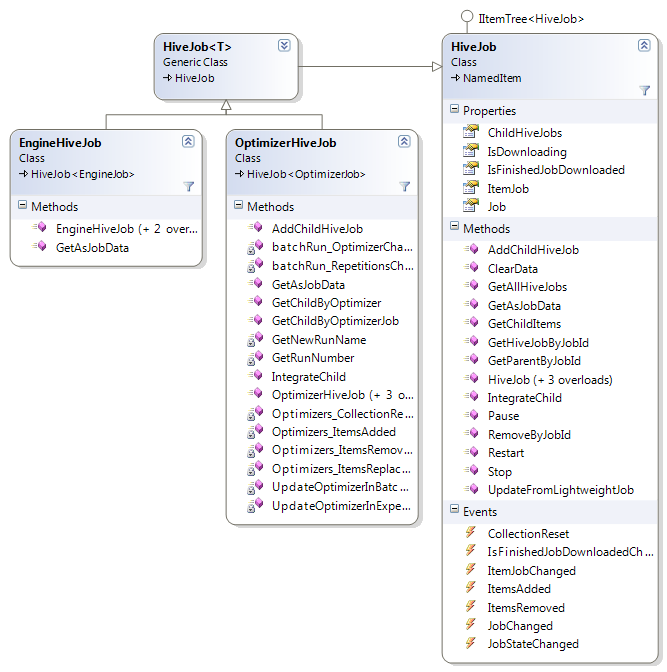 IItemTree<HiveJob>
HiveJob<T>
Generic Class
HiveJob
HiveJob
Class
NamedItem
Properties
ChildHiveJobs
IsDownloading
IsFinishedJobDownloaded
ItemJob
Job
Methods
AddChildHiveJob
ClearData
GetAllHiveJobs
GetAsJobData
GetChildItems
GetHiveJobByJobId
GetParentByJobId
HiveJob (+ 3 overloads)
IntegrateChild
Pause
RemoveByJobId
Restart
Stop
UpdateFromLightweightJob
Events
CollectionReset
IsFinishedJobDownloadedCh...
ItemJobChanged
ItemsAdded
ItemsRemoved
JobChanged
JobStateChanged
EngineHiveJob
Class
HiveJob<EngineJob>
Methods
EngineHiveJob (+ 2 over...
GetAsJobData
OptimizerHiveJob
Class
HiveJob<OptimizerJob>
Methods
AddChildHiveJob
batchRun_OptimizerCha...
batchRun_RepetitionsCh...
GetAsJobData
GetChildByOptimizer
GetChildByOptimizerJob
GetNewRunName
GetRunNumber
IntegrateChild
OptimizerHiveJob (+ 3 o...
Optimizers_CollectionRe...
Optimizers_ItemsAdded
Optimizers_ItemsRemov...
Optimizers_ItemsReplac...
UpdateOptimizerInBatc...
UpdateOptimizerInExpe...